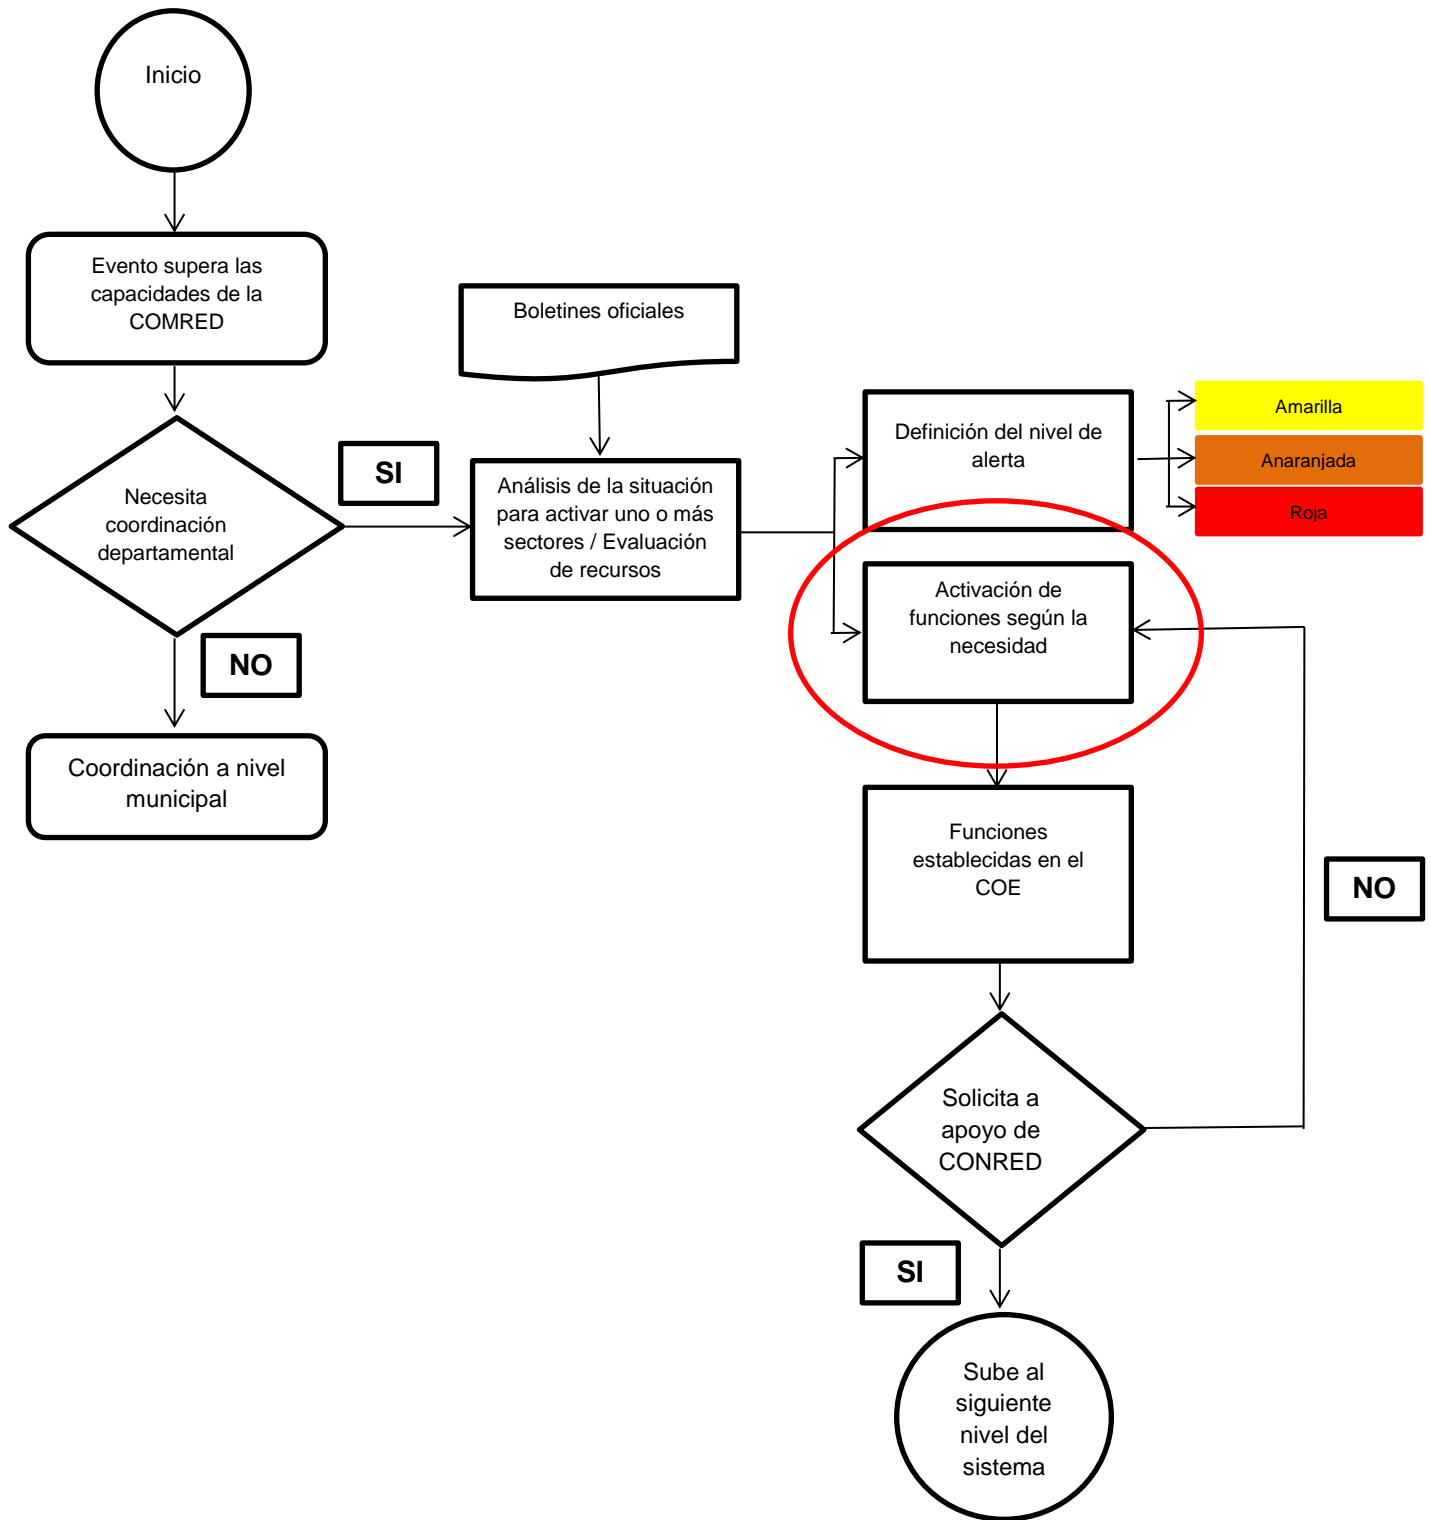 Inicio
Evento supera las
capacidades de la
COMRED
Necesita
coordinación
departamental
SI
NO
Coordinación a nivel
municipal
Boletines oficiales
Análisis de la situación
para activar uno o más
sectores / Evaluación
de recursos
Definición del nivel de
alerta
Amarilla
Anaranjada
Roja
Activación de
funciones según la
necesidad
Funciones
establecidas en el
COE
NO
Solicita a
apoyo de
CONRED
SI
Sube al
siguiente
nivel del
sistema